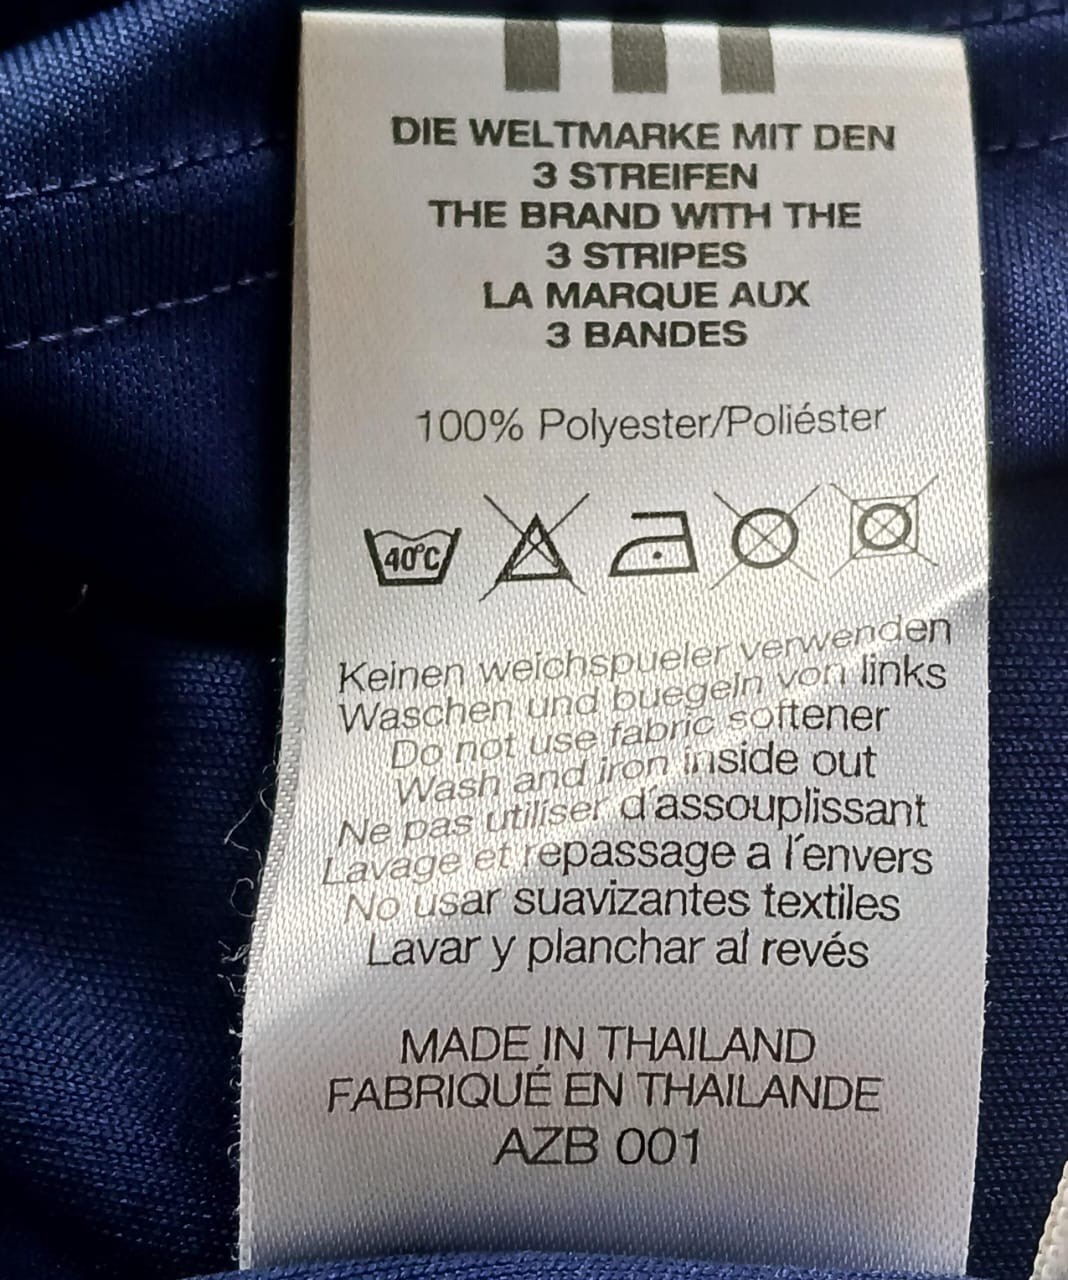 DIE WELTMARKE MIT DEN
3 STREIFEN
THE BRAND WITH THE
3 STRIPES
LA MARQUE AUX
3 BANDES
100% Polyester/Poliéster
40°C
Keinen weichspueler verwenden
Waschen und buegeln von links
Do not use fabric softener
Wash and iron inside out
Ne pas utiliser d'assouplissant
Lavage et repassage a l'envers
No usar suavizantes textiles
Lavar y planchar al revés
MADE IN THAILAND
FABRIQUÉ EN THAILANDE
AZB 001